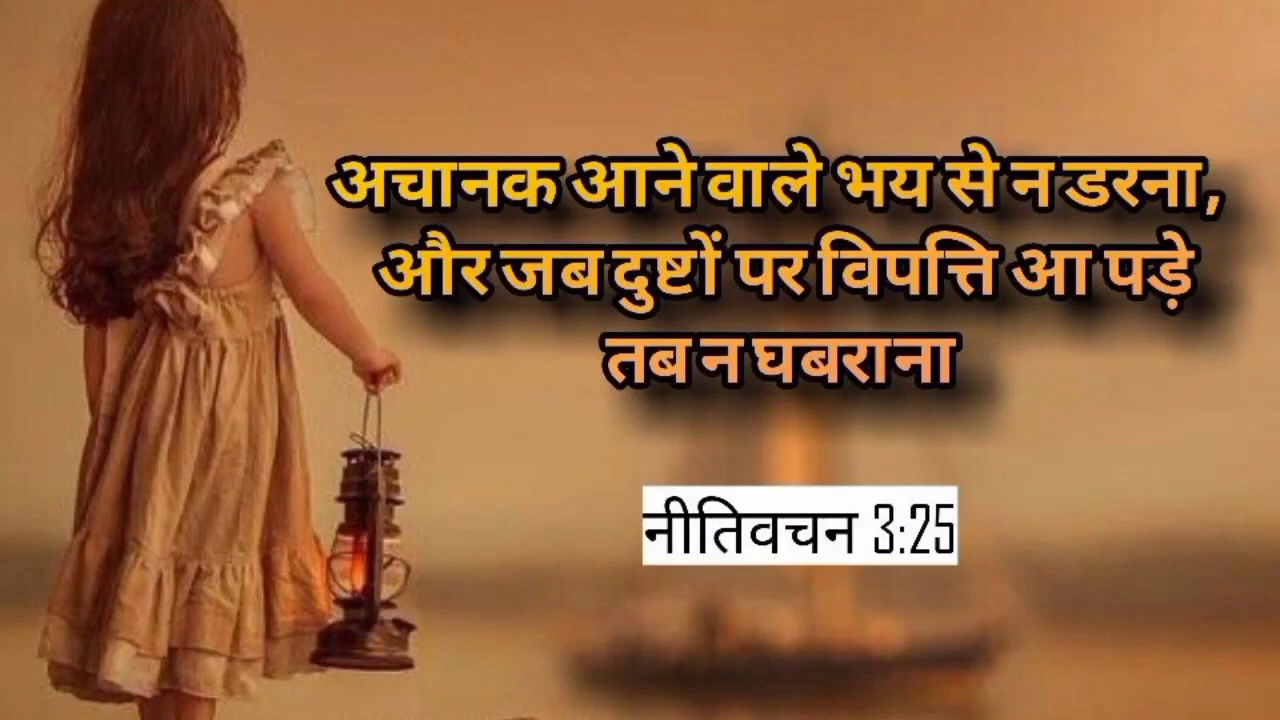 अचानक आने वाले भय से न डरना,
और जब दुष्टों पर विपत्ति आ पड़े
तब न घबराना
नीतिवचन 3:25